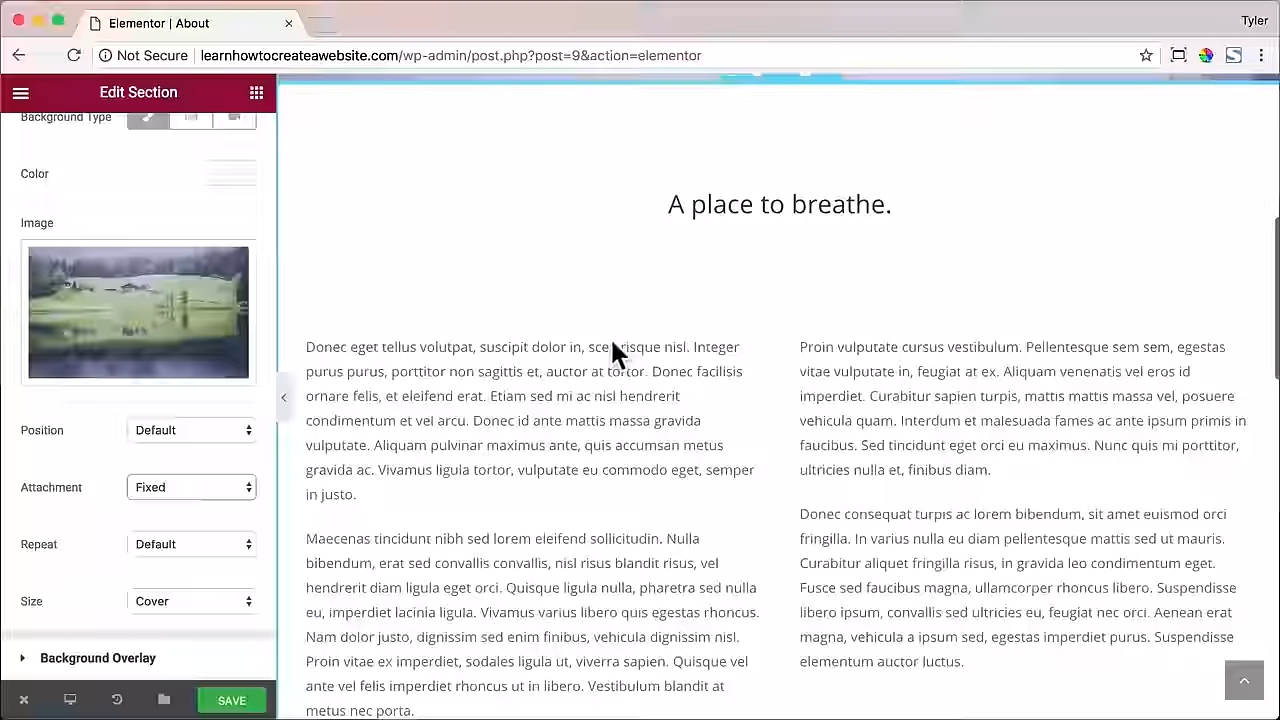 Elementor | About
Tyler
Not Secure
learnhowtocreateawebsite.com/wp-admin/post.php?post=9&action=elementor
Edit Section
Background Type
Color
Image
Position
Default
Attachment
Fixed
Repeat
Default
Size
Cover
Background Overlay
SAVE
A place to breathe.
Donec eget tellus volutpat, suscipit dolor in, scelerisque nisl. Integer
purus purus, porttitor non sagittis et, auctor at tortor. Donec facilisis
ornare felis, et eleifend erat. Etiam sed mi ac nisl hendrerit
condimentum et vel arcu. Donec id ante mattis massa gravida
vulputate. Aliquam pulvinar maximus ante, quis accumsan metus
gravida ac. Vivamus ligula tortor, vulputate eu commodo eget, semper
in justo.
Maecenas tincidunt nibh sed lorem eleifend sollicitudin. Nulla
bibendum, erat sed convallis convallis, nisl risus blandit risus, vel
hendrerit diam ligula eget orci. Quisque ligula nulla, pharetra sed nulla
eu, imperdiet lacinia ligula. Vivamus varius libero quis egestas rhoncus.
Nam dolor justo, dignissim sed enim finibus, vehicula dignissim nisl.
Proin vitae ex imperdiet, sodales ligula ut, viverra sapien. Quisque vel
ante vel felis imperdiet rhoncus ut in libero. Vestibulum blandit at
metus nec porta.
Proin vulputate cursus vestibulum. Pellentesque sem sem, egestas
vitae vulputate in, feugiat at ex. Aliquam venenatis vel eros id
imperdiet. Curabitur sapien turpis, mattis mattis massa vel, posuere
vehicula quam. Interdum et malesuada fames ac ante ipsum primis in
faucibus. Sed tincidunt eget orci eu maximus. Nunc quis mi porttitor,
ultricies nulla et, finibus diam.
Donec consequat turpis ac lorem bibendum, sit amet euismod orci
fringilla. In varius nulla eu diam pellentesque mattis sed ut mauris.
Curabitur aliquet fringilla risus, in gravida leo condimentum eget.
Fusce sed faucibus magna, ullamcorper rhoncus libero. Suspendisse
libero ipsum, convallis sed ultricies eu, feugiat nec orci. Aenean erat
magna, vehicula a ipsum sed, egestas imperdiet purus. Suspendisse
elementum auctor luctus.